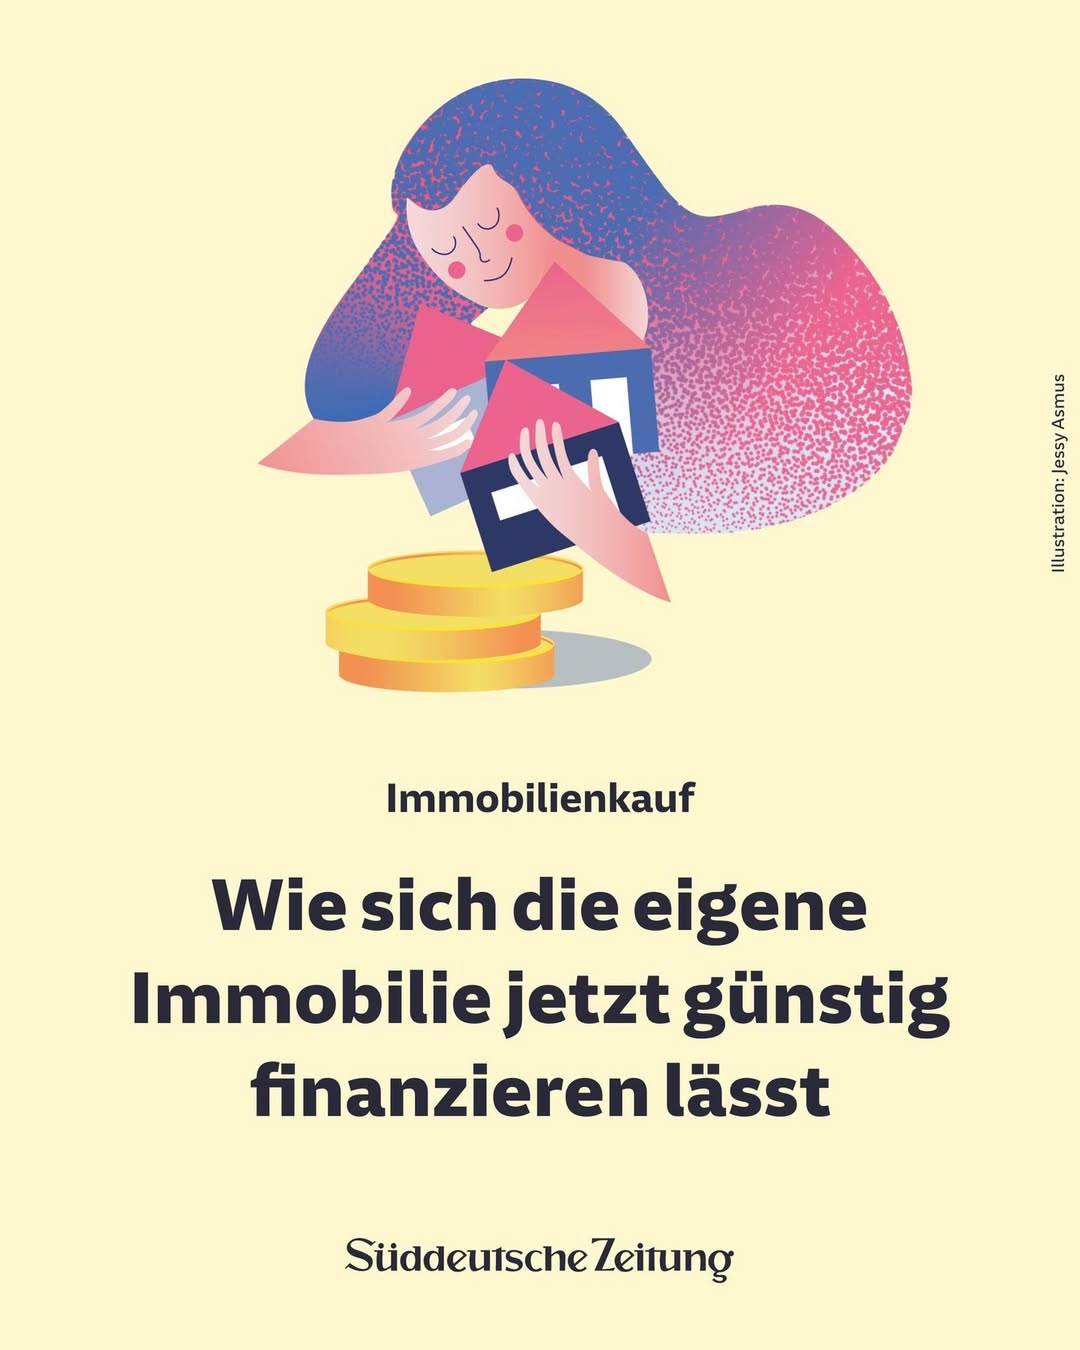 Illustration: Jessy Asmus
Immobilienkauf
Wie sich die eigene
Immobilie jetzt günstig
finanzieren lässt
Süddeutsche Zeitung